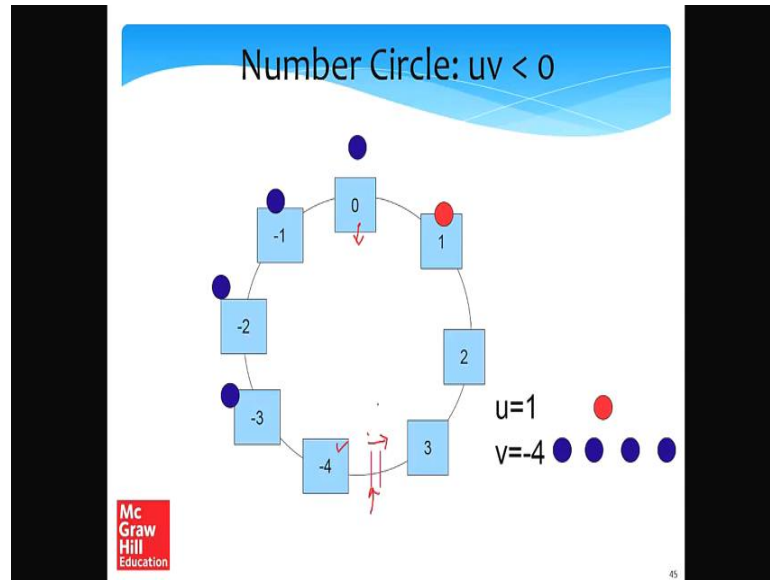 Number Circle: uv < 0
0
-1
1
-2
2
-3
3
-4
u=1
v=-4
Mc
Graw
Hill
Education
45